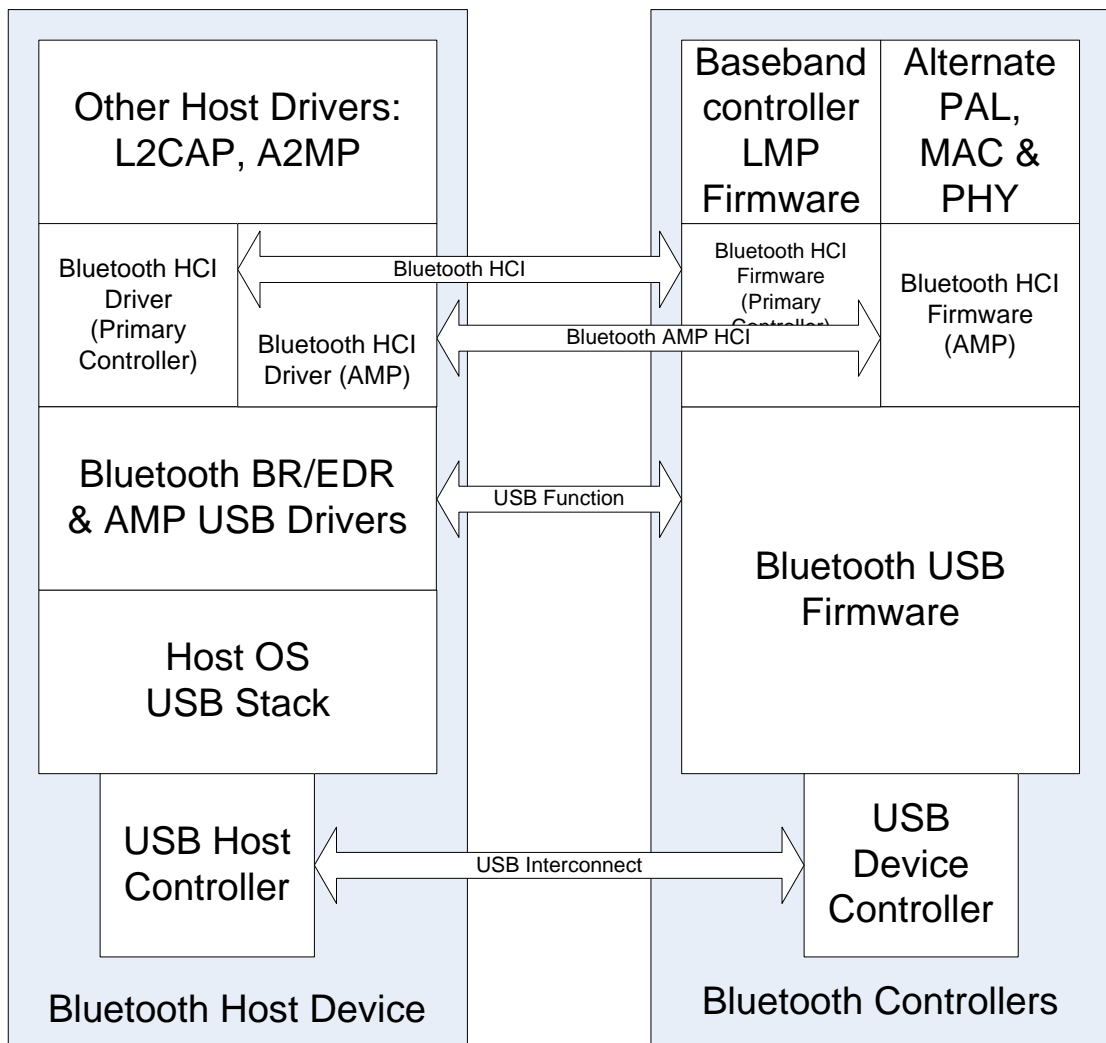 Other Host Drivers:
L2CAP, A2MP
Bluetooth HCI
Driver
(Primary
Controller)
Bluetooth HCI
Driver (AMP)
Bluetooth BR/EDR
& AMP USB Drivers
Host OS
USB Stack
USB Host
Controller
Bluetooth Host Device
Bluetooth HCI
Bluetooth AMP HCI
USB Function
USB Interconnect
Baseband
controller
LMP
Firmware
Alternate
PAL,
MAC &
PHY
Bluetooth HCI
Firmware
(Primary
Controller)
Bluetooth HCI
Firmware
(AMP)
Bluetooth USB
Firmware
USB
Device
Controller
Bluetooth Controllers